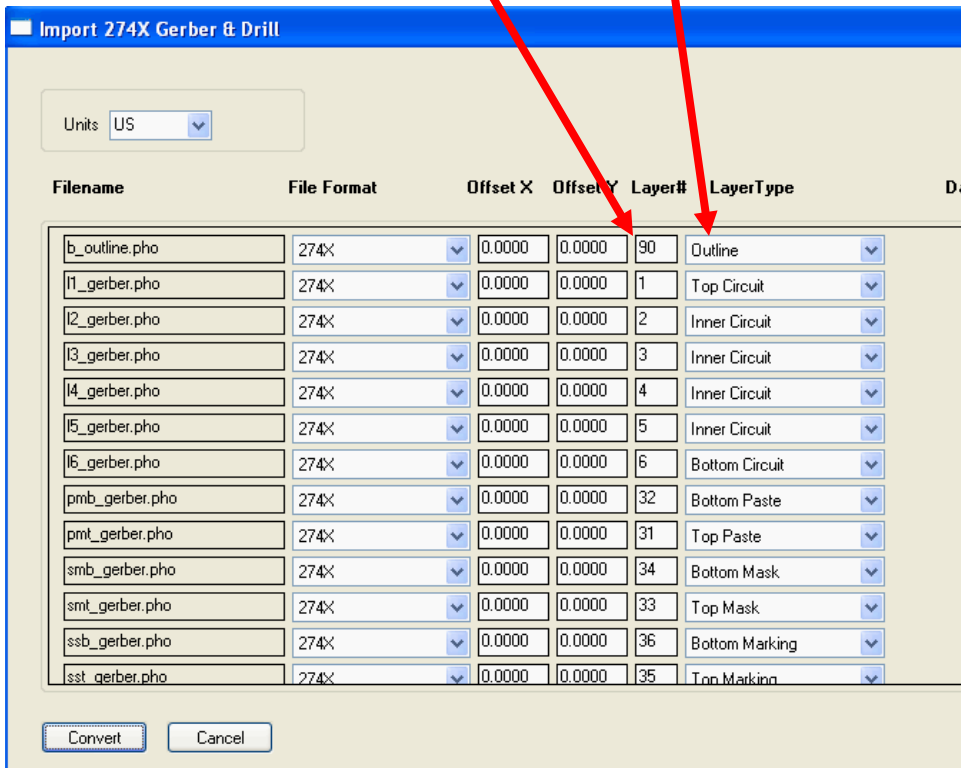 Import 274X Gerber & Drill
Units US
Filename File Format Offset X Offset Y Layer# LayerType
b_outline.pho 274X 0.0000 0.0000 90 Outline
l1_gerber.pho 274X 0.0000 0.0000 1 Top Circuit
l2_gerber.pho 274X 0.0000 0.0000 2 Inner Circuit
l3_gerber.pho 274X 0.0000 0.0000 3 Inner Circuit
l4_gerber.pho 274X 0.0000 0.0000 4 Inner Circuit
l5_gerber.pho 274X 0.0000 0.0000 5 Inner Circuit
l6_gerber.pho 274X 0.0000 0.0000 6 Bottom Circuit
pmb_gerber.pho 274X 0.0000 0.0000 32 Bottom Paste
pmt_gerber.pho 274X 0.0000 0.0000 31 Top Paste
smb_gerber.pho 274X 0.0000 0.0000 34 Bottom Mask
smt_gerber.pho 274X 0.0000 0.0000 33 Top Mask
ssb_gerber.pho 274X 0.0000 0.0000 36 Bottom Marking
sst_gerber.pho 274X 0.0000 0.0000 35 Top Marking
Convert Cancel